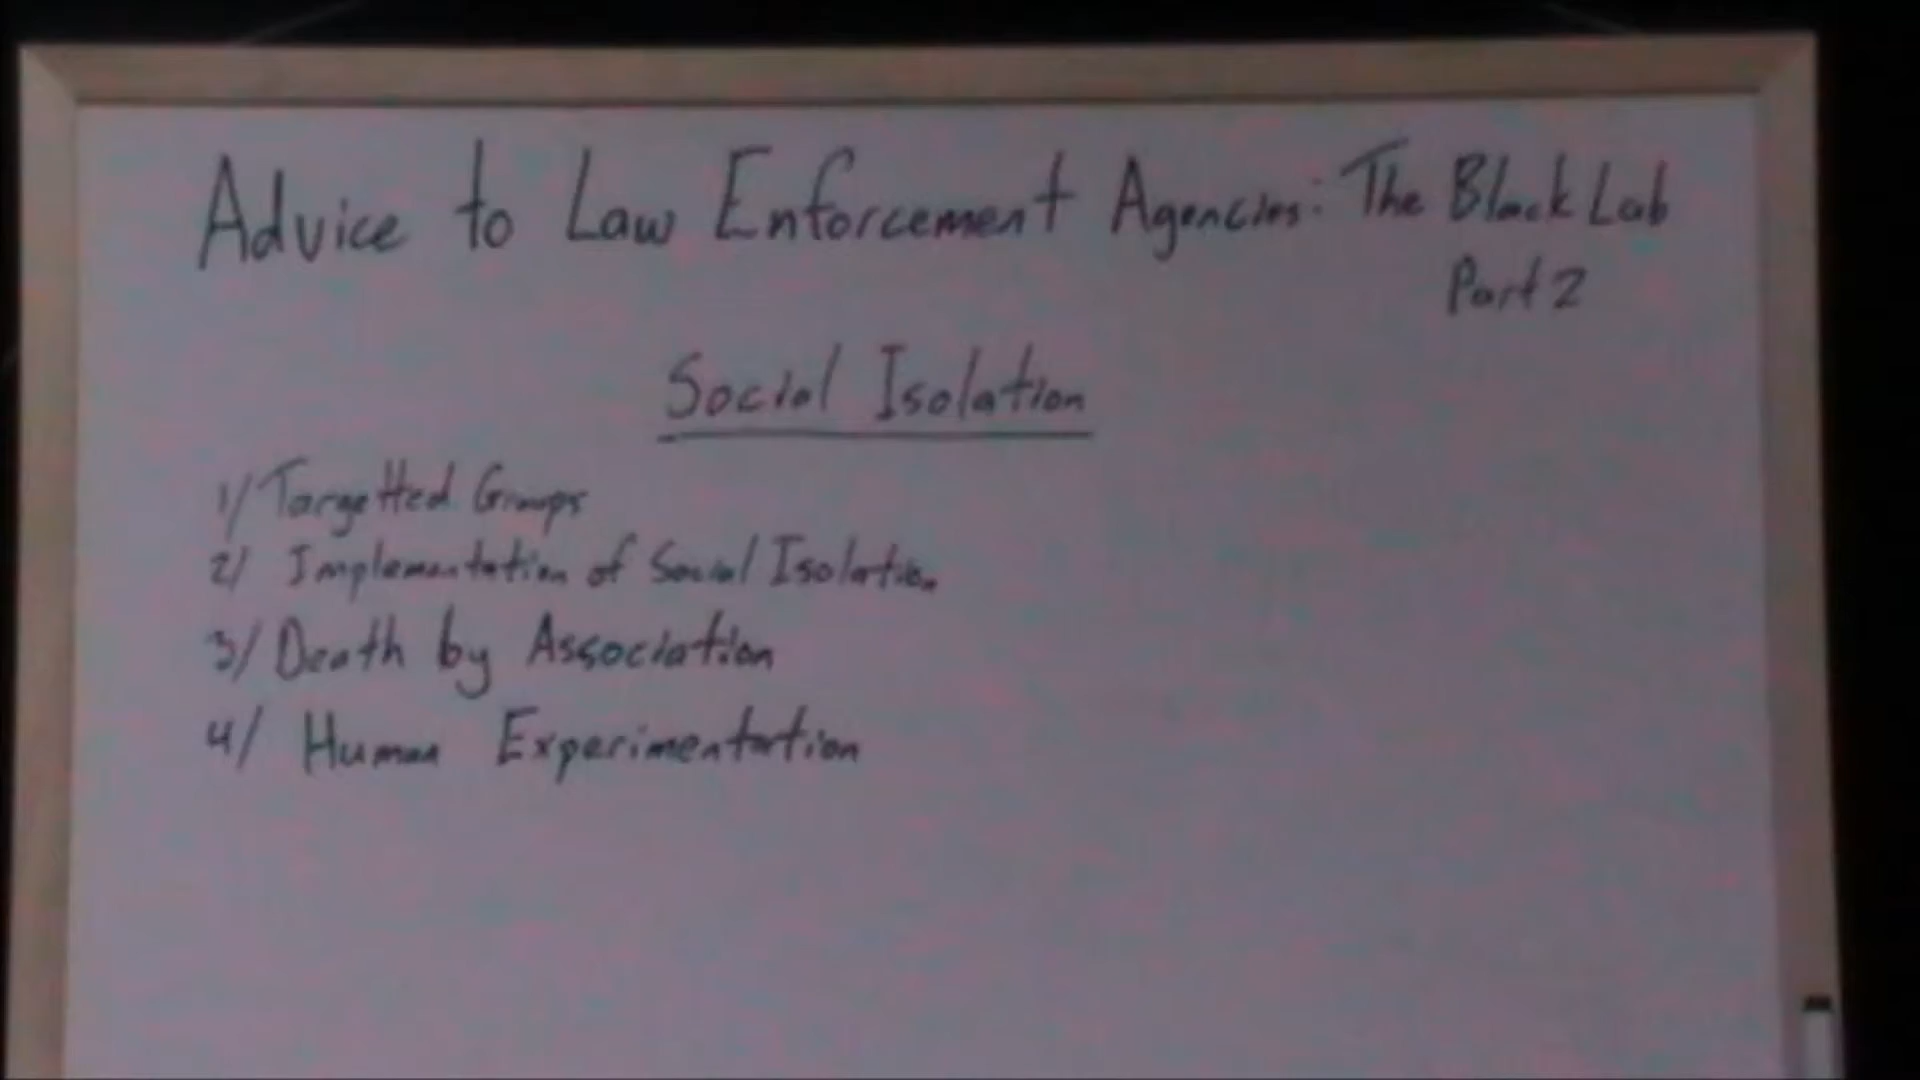 Advice to Law Enforcement Agencies: The Black Lab
Part 2
Social Isolation
1/ Targetted Groups
2/ Implementation of Social Isolation
3/ Death by Association
4/ Human Experimentation